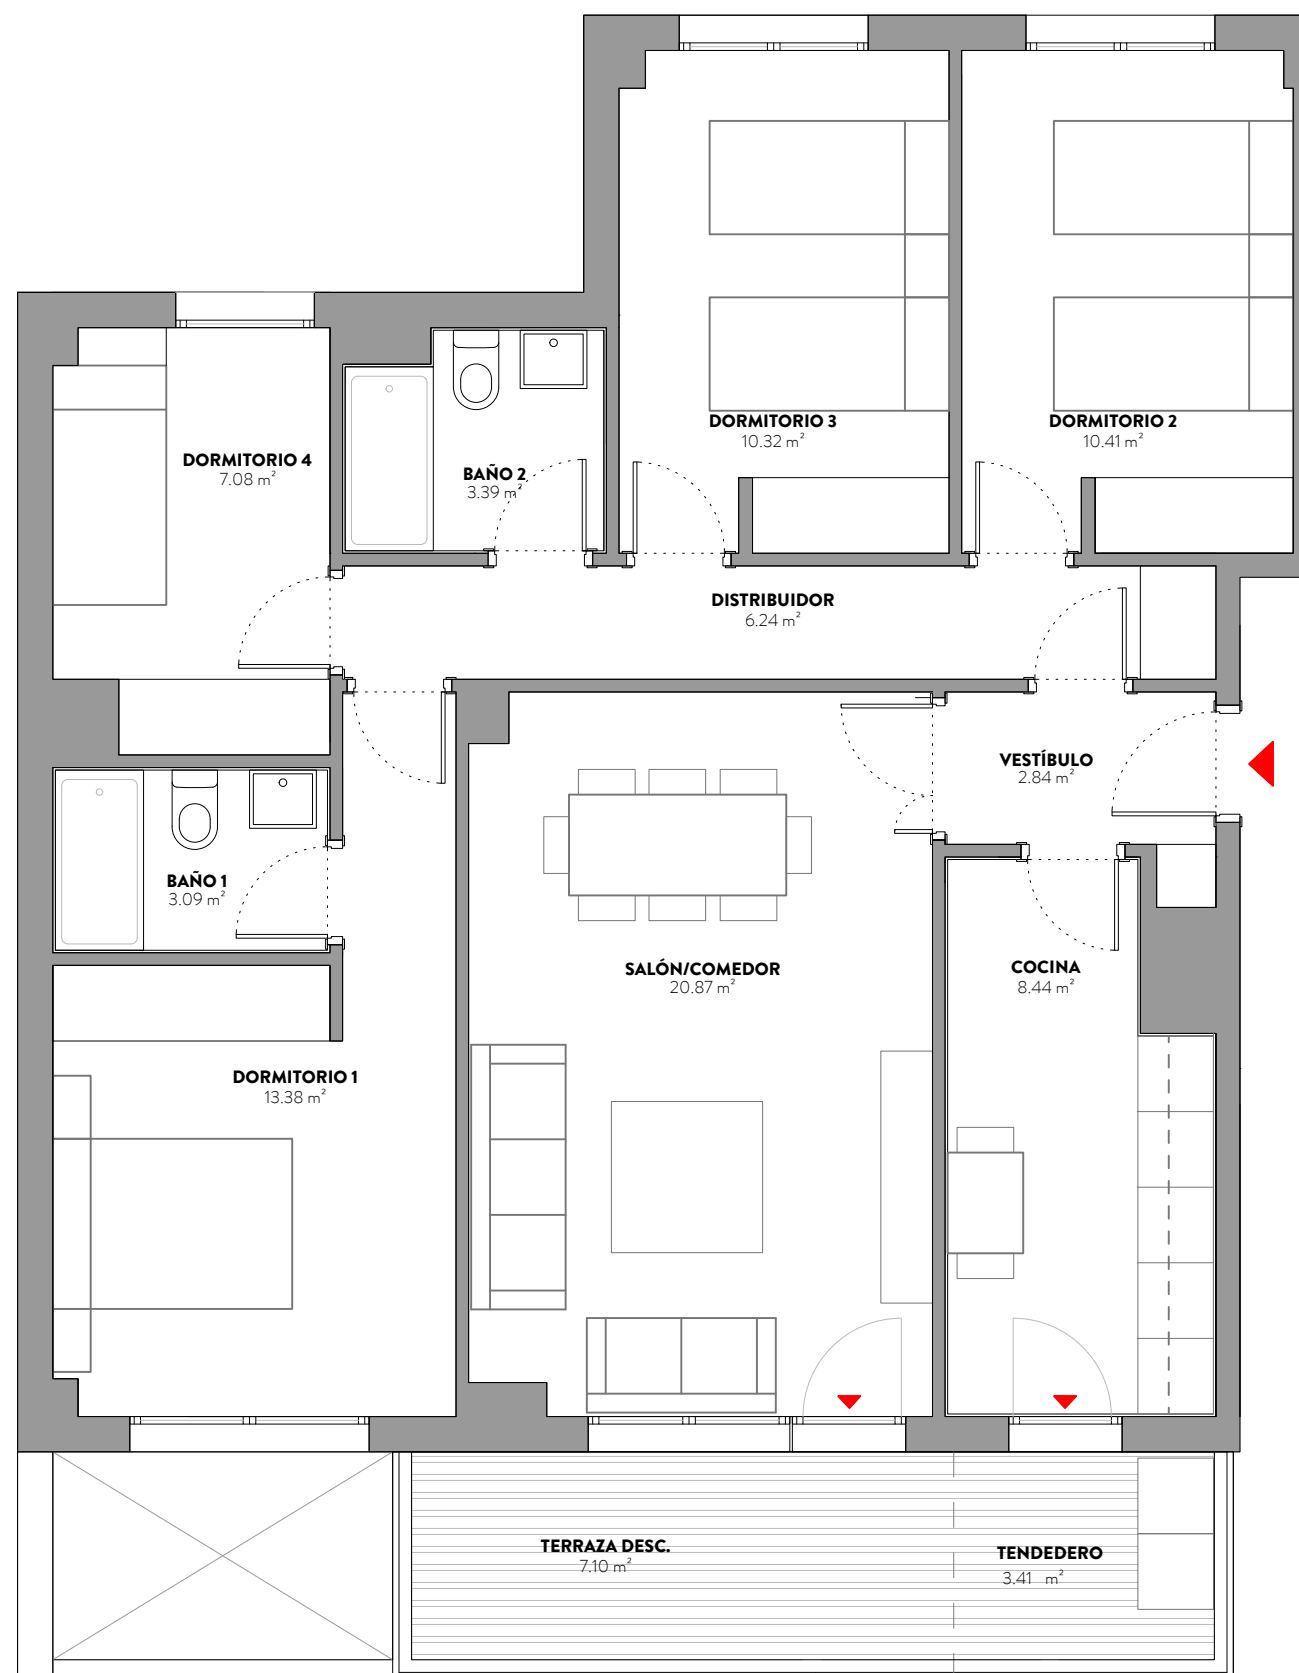 DORMITORIO 3
10.32 m²
DORMITORIO 2
10.41 m²
DORMITORIO 4
7.08 m²
BAÑO 2
3.39 m²
DISTRIBUIDOR
6.24 m²
VESTÍBULO
2.84 m²
BAÑO 1
3.09 m²
SALÓN/COMEDOR
20.87 m²
COCINA
8.44 m²
DORMITORIO 1
13.38 m²
TERRAZA DESC.
7.10 m²
TENDEDERO
3.41 m²